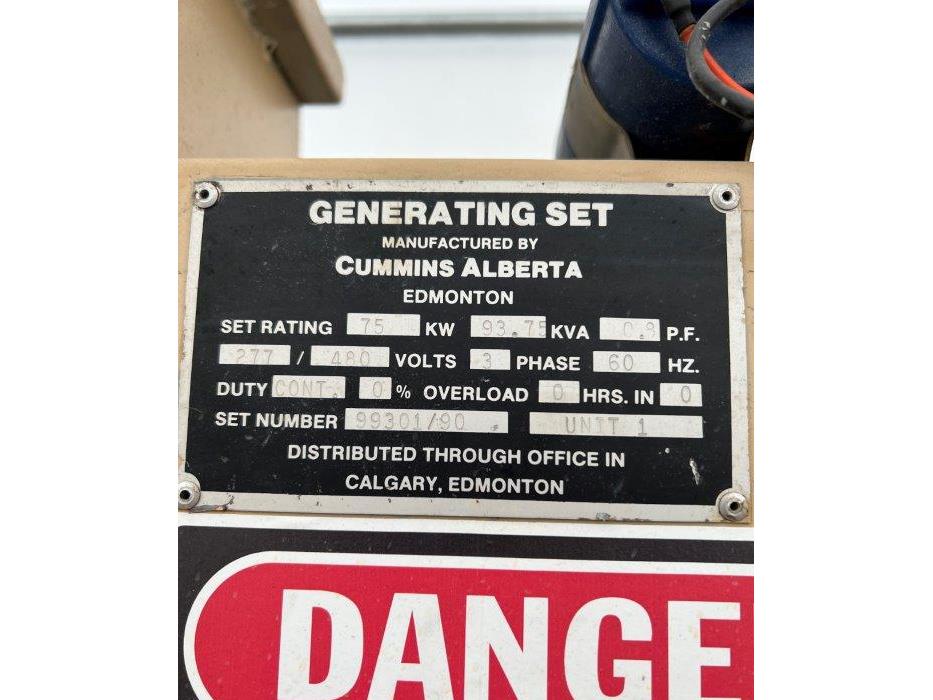 GENERATING SET
MANUFACTURED BY
CUMMINS ALBERTA
EDMONTON
SET RATING 75 KW 93.75 KVA 0.8 P.F.
277 / 480 VOLTS 3 PHASE 60 HZ.
DUTY CONT. 0 % OVERLOAD 0 HRS. IN 0
SET NUMBER 99301/90 UNIT 1
DISTRIBUTED THROUGH OFFICE IN
CALGARY, EDMONTON
DANGE